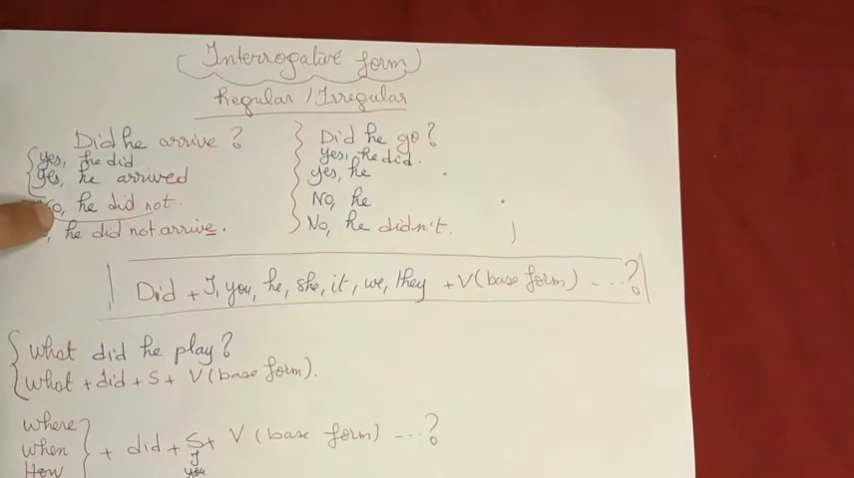 (Interrogative form)
Regular / Irregular
Did he arrive ?
yes, he did
yes, he arrived
No, he did not.
, he did not arrive.
Did he go ?
yes, he did.
yes, he
No, he
No, he didn't.
Did + I, you, he, she, it, we, they + V (base form) - ...?
What did he play ?
What + did + S + V (base form).
where
when
How
+ did + S + V (base form) - ...?
I
you